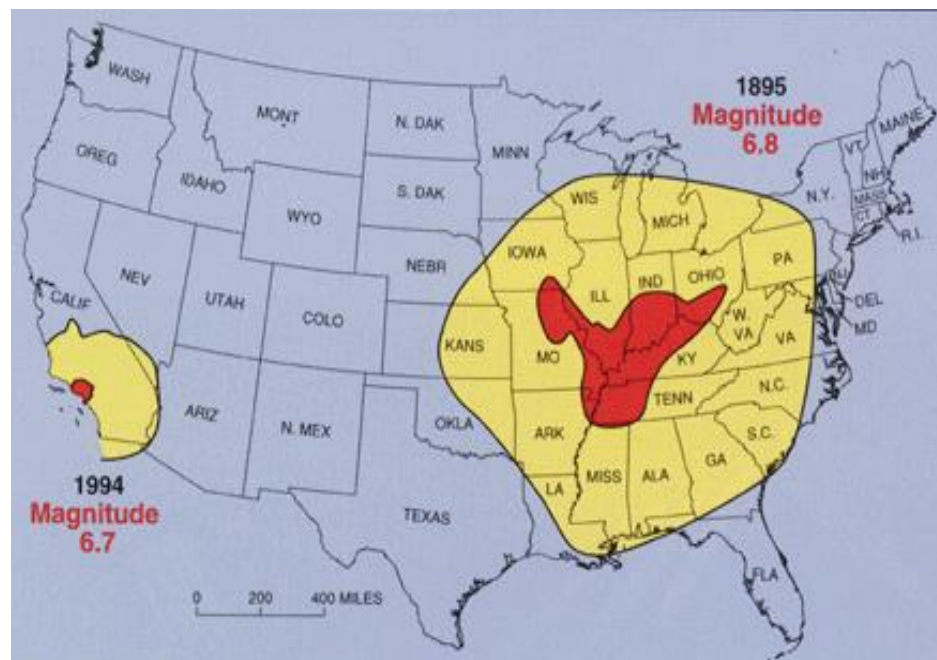 WASH
MONT
N. DAK
MINN
1895
Magnitude
6.8
MAINE
VT.
NH
MASS
CT
R.I.
N.Y.
OREG
IDAHO
S. DAK
WIS
MICH
WYO
IOWA
NEBR
PA
NEV
UTAH
COLO
ILL
IND
OHIO
N.J.
DEL
MD
CALIF
KANS
MO
W.
VA
VA
KY
ARIZ
N. MEX
OKLA
TENN
N.C.
ARK
S.C.
MISS
ALA
GA
LA
1994
Magnitude
6.7
TEXAS
FLA
0 200 400 MILES